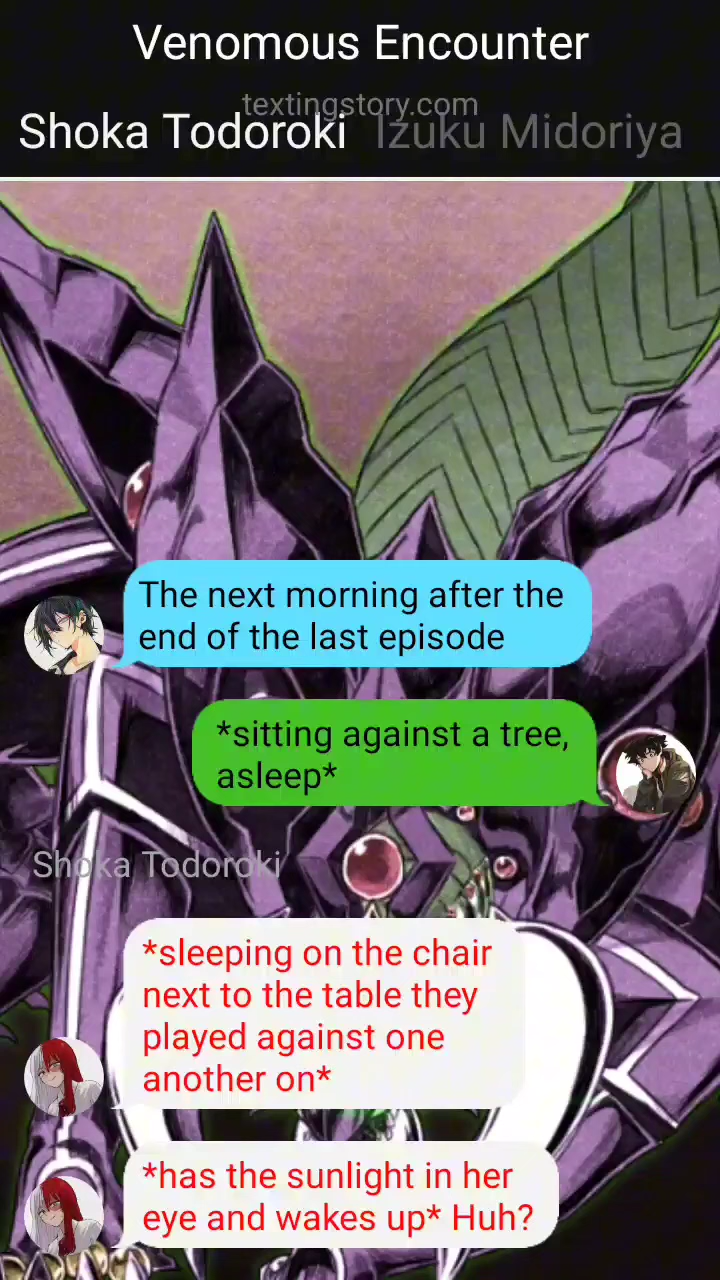 Venomous Encounter
textingstory.com
Shoka Todoroki Izuku Midoriya
The next morning after the
end of the last episode
*sitting against a tree,
asleep*
Shoka Todoroki
*sleeping on the chair
next to the table they
played against one
another on*
*has the sunlight in her
eye and wakes up* Huh?